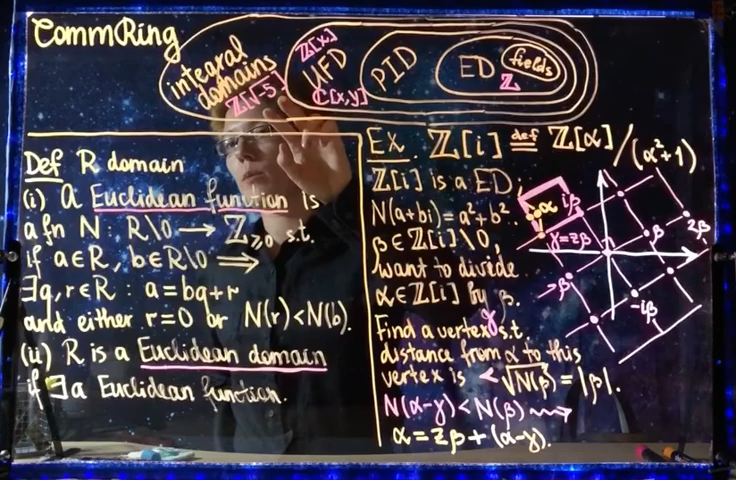 CommRing
integral domains
Z[√-5]
Z[x]
UFD
C[x,y]
PID
ED
Z
fields
Def R domain
(i) a Euclidean function is
a fn N: R\0 → Z≥0 s.t.
if a∈R, b∈R\0 ⟹
∃q,r∈R : a=bq+r
and either r=0 or N(r)<N(b).
(ii) R is a Euclidean domain
if ∃ a Euclidean function.
Ex. Z[i] def= Z[α]/(α²+1)
Z[i] is a ED:
N(a+bi)=a²+b².
β∈Z[i]\0,
want to divide
α∈Z[i] by β.
Find a vertex γ s.t.
distance from α to this
vertex is <√N(β) = |β|.
N(α-γ)<N(β) ⇝
α=zβ+(α-γ).
α
iβ
γ=zβ
β
2β
-β
-iβ